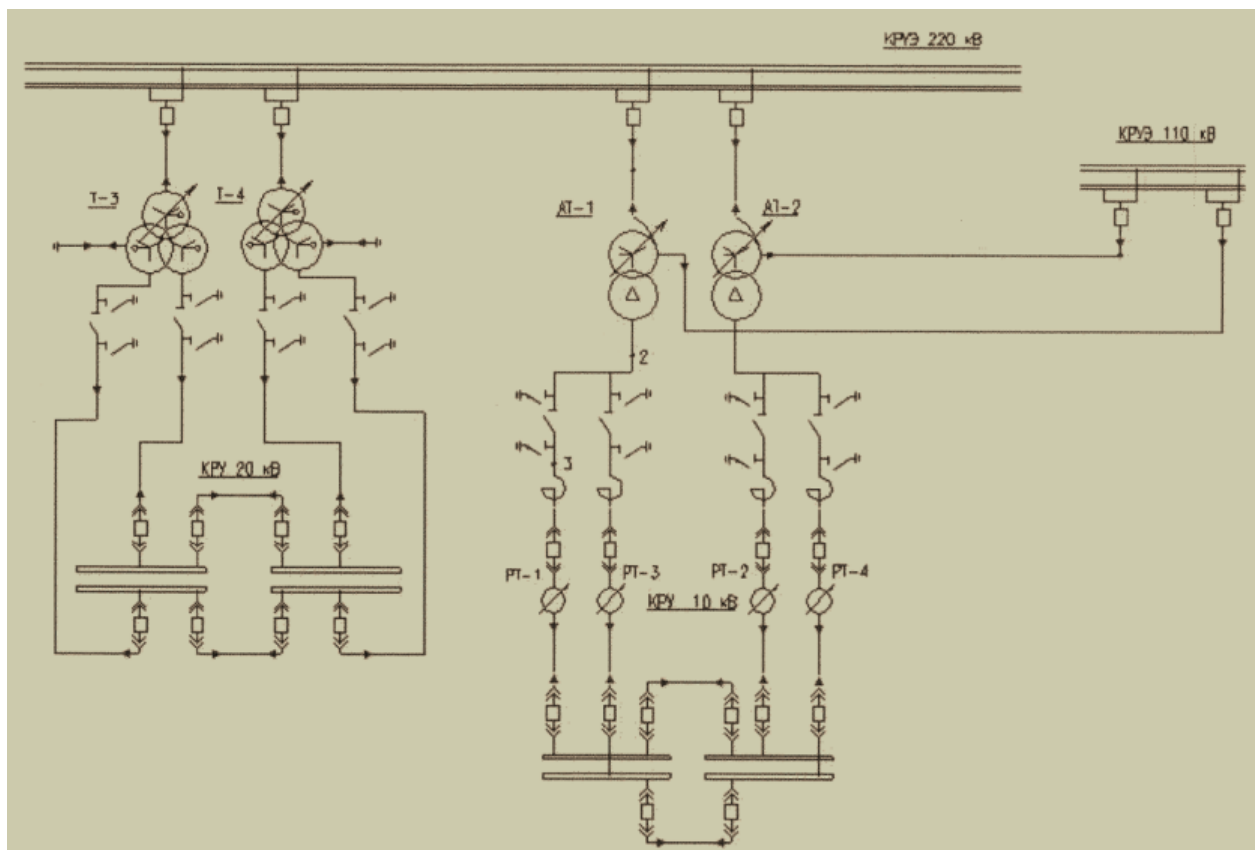 КРУЭ 220 кВ
КРУЭ 110 кВ
Т-3
Т-4
АТ-1
АТ-2
2
3
КРУ 20 кВ
РТ-1
РТ-3
РТ-2
РТ-4
КРУ 10 кВ